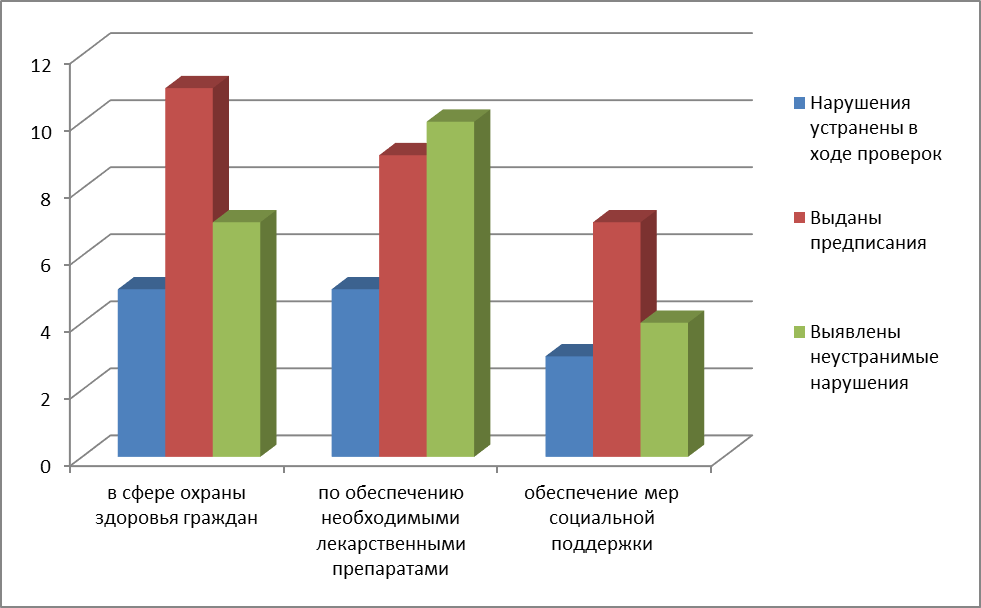 12
10
8
6
4
2
0
в сфере охраны
здоровья граждан
по обеспечению
необходимыми
лекарственными
препаратами
обеспечение мер
социальной
поддержки
Нарушения
устранены в
ходе проверок
Выданы
предписания
Выявлены
неустранимые
нарушения